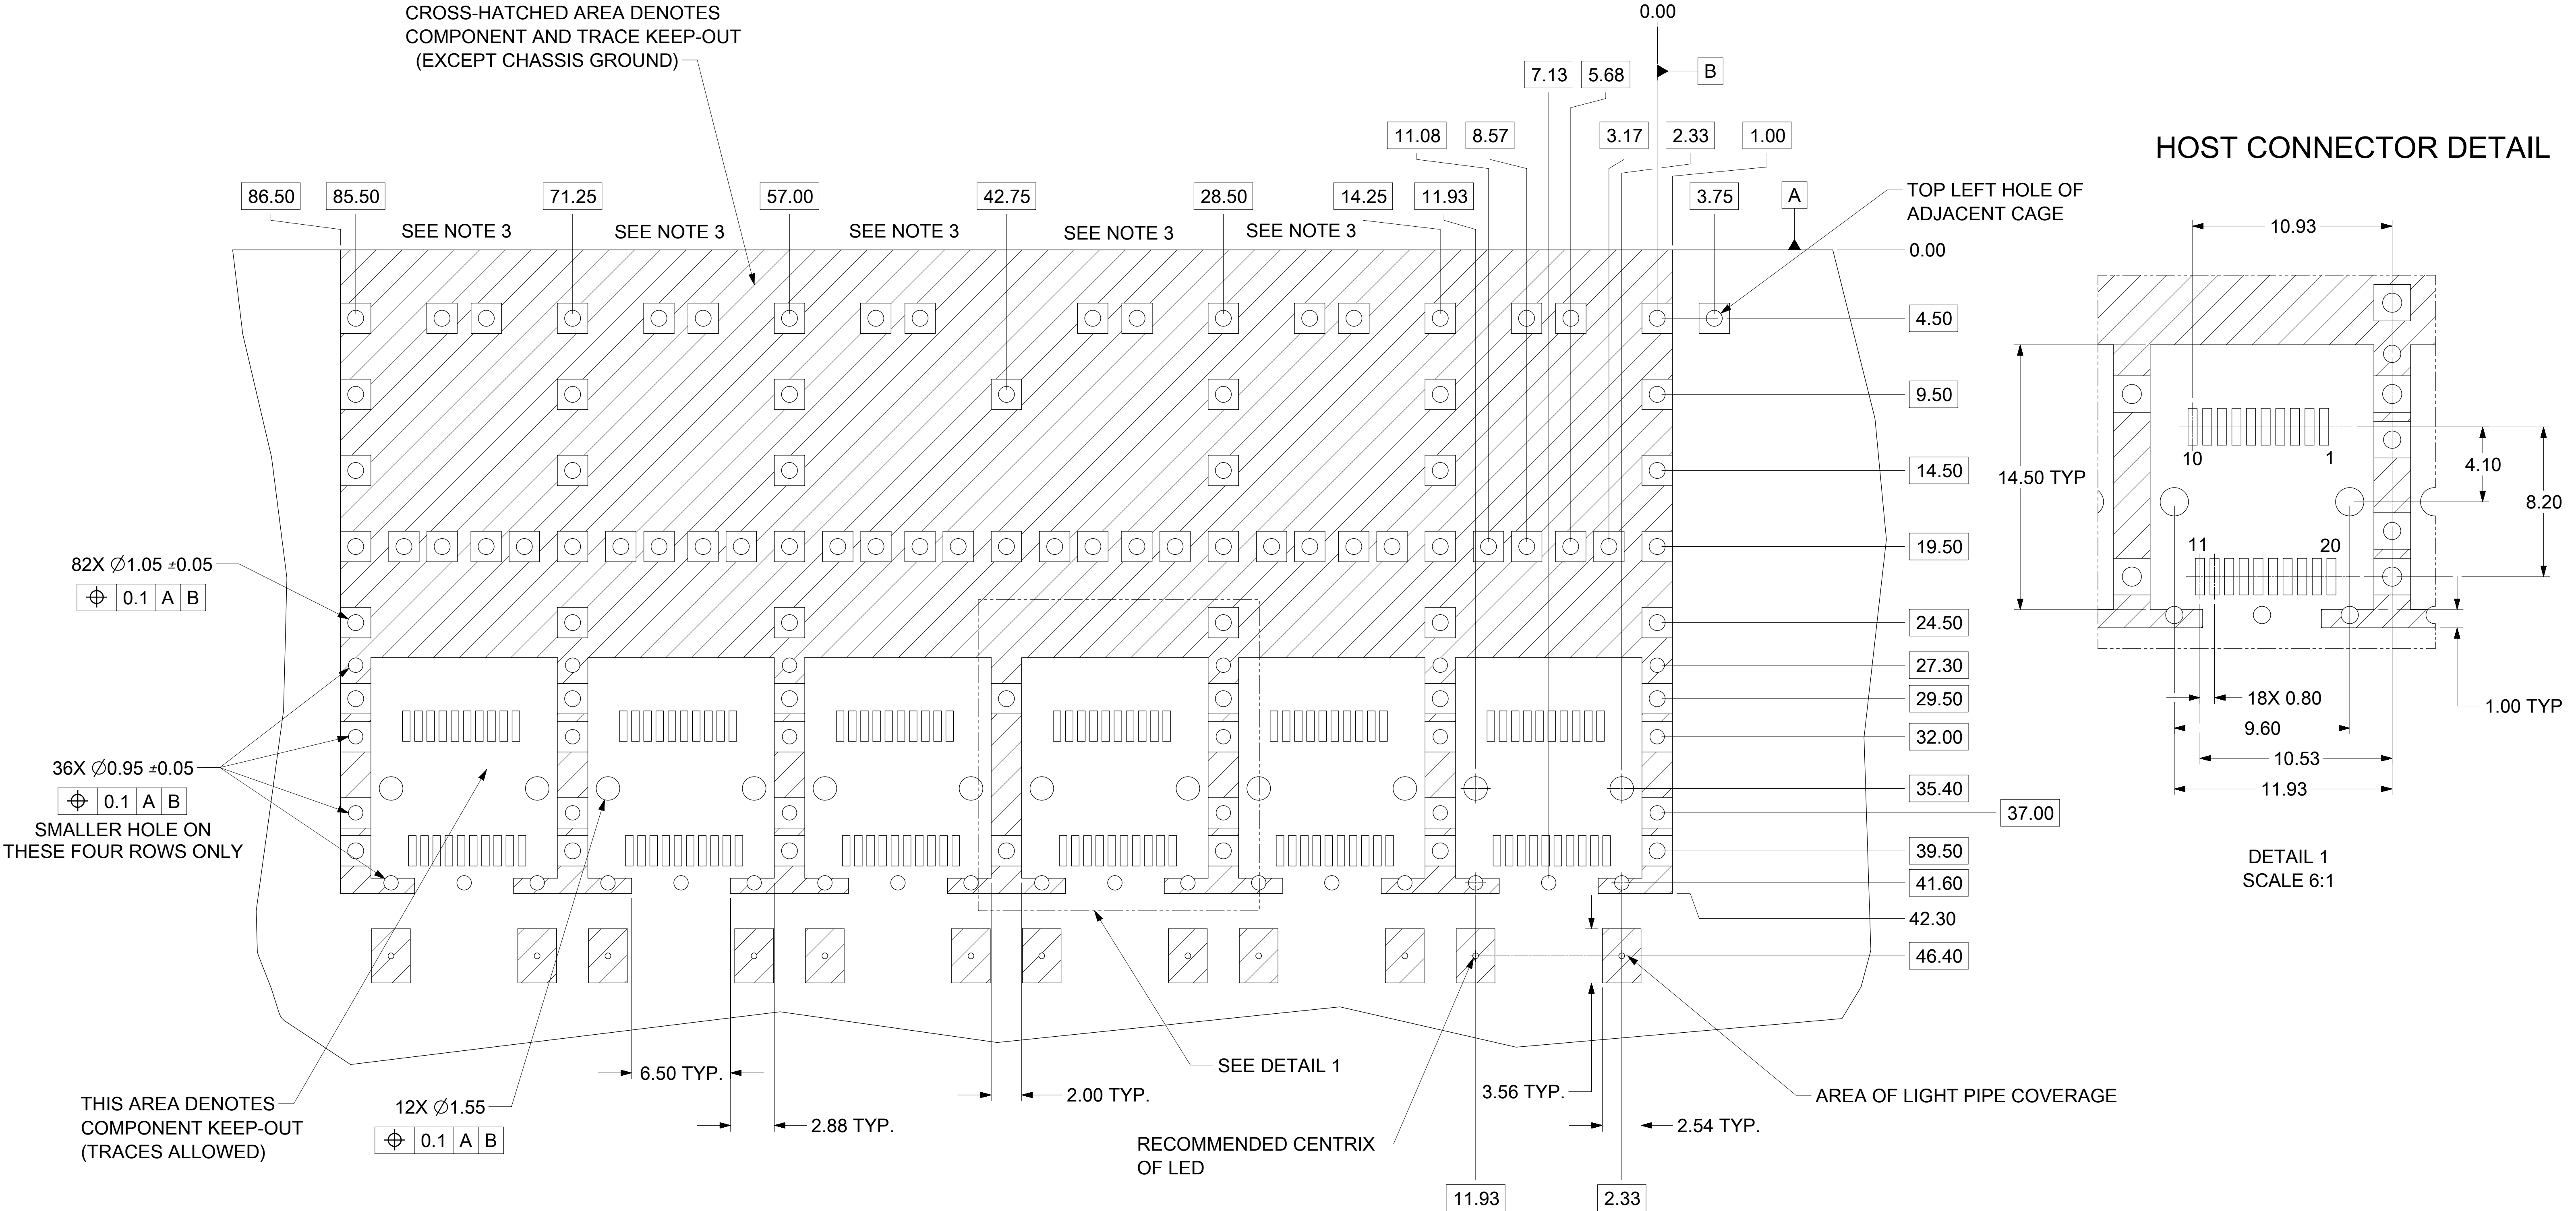 CROSS-HATCHED AREA DENOTES
COMPONENT AND TRACE KEEP-OUT
(EXCEPT CHASSIS GROUND)
0.00
B
7.13
5.68
11.08
8.57
3.17
2.33
1.00
86.50
85.50
71.25
57.00
42.75
28.50
14.25
11.93
3.75
A
TOP LEFT HOLE OF
ADJACENT CAGE
SEE NOTE 3
SEE NOTE 3
SEE NOTE 3
SEE NOTE 3
SEE NOTE 3
0.00
4.50
9.50
14.50
19.50
24.50
27.30
29.50
32.00
35.40
37.00
39.50
41.60
42.30
46.40
82X Ø1.05 ±0.05
⌖ 0.1 A B
36X Ø0.95 ±0.05
⌖ 0.1 A B
SMALLER HOLE ON
THESE FOUR ROWS ONLY
THIS AREA DENOTES
COMPONENT KEEP-OUT
(TRACES ALLOWED)
12X Ø1.55
⌖ 0.1 A B
6.50 TYP.
2.88 TYP.
2.00 TYP.
SEE DETAIL 1
RECOMMENDED CENTRIX
OF LED
3.56 TYP.
2.54 TYP.
AREA OF LIGHT PIPE COVERAGE
11.93
2.33
HOST CONNECTOR DETAIL
10.93
14.50 TYP
10
1
4.10
8.20
11
20
18X 0.80
1.00 TYP
9.60
10.53
11.93
DETAIL 1
SCALE 6:1